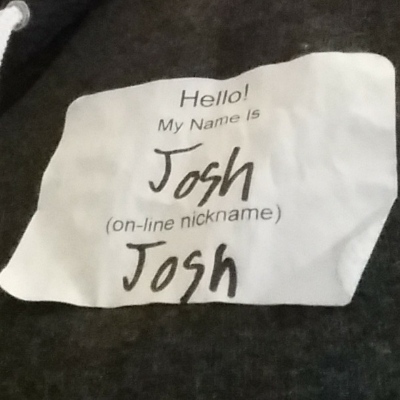 Hello!
My Name is
Josh
(on-line nickname)
Josh